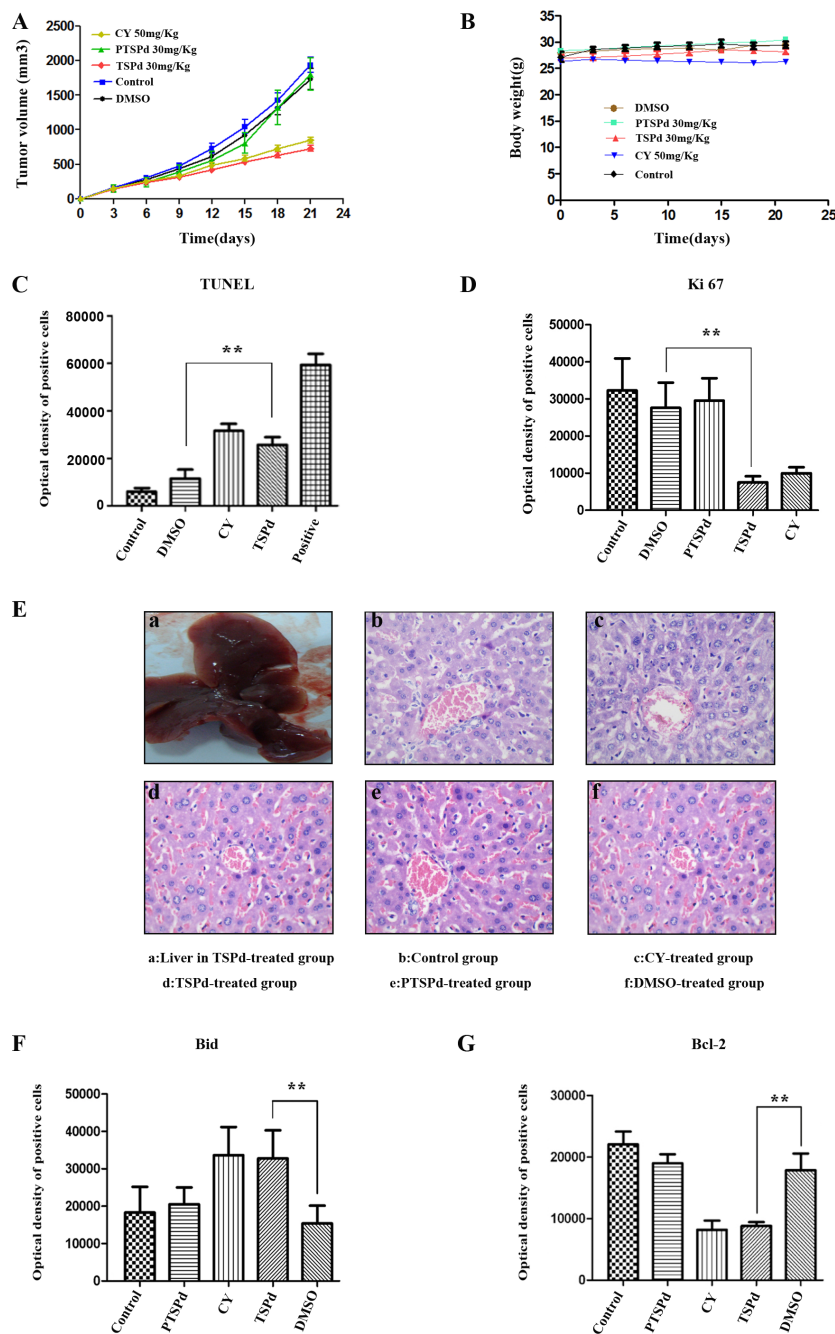 A
Tumor volume (mm3)
2500
2000
1500
1000
500
0
CY 50mg/Kg
PTSPd 30mg/Kg
TSPd 30mg/Kg
Control
DMSO
0 3 6 9 12 15 18 21 24
Time(days)
B
Body weight(g)
35
30
25
20
15
10
5
0
DMSO
PTSPd 30mg/Kg
TSPd 30mg/Kg
CY 50mg/Kg
Control
0 5 10 15 20 25
Time(days)
C
TUNEL
Optical density of positive cells
80000
60000
40000
20000
0
**
Control DMSO CY TSPd Positive
D
Ki 67
Optical density of positive cells
50000
40000
30000
20000
10000
0
**
Control DMSO PTSPd TSPd CY
E
a b c
d e f
a:Liver in TSPd-treated group b:Control group c:CY-treated group
d:TSPd-treated group e:PTSPd-treated group f:DMSO-treated group
F
Bid
Optical density of positive cells
50000
40000
30000
20000
10000
0
**
Control PTSPd CY TSPd DMSO
G
Bcl-2
Optical density of positive cells
30000
20000
10000
0
**
Control PTSPd CY TSPd DMSO